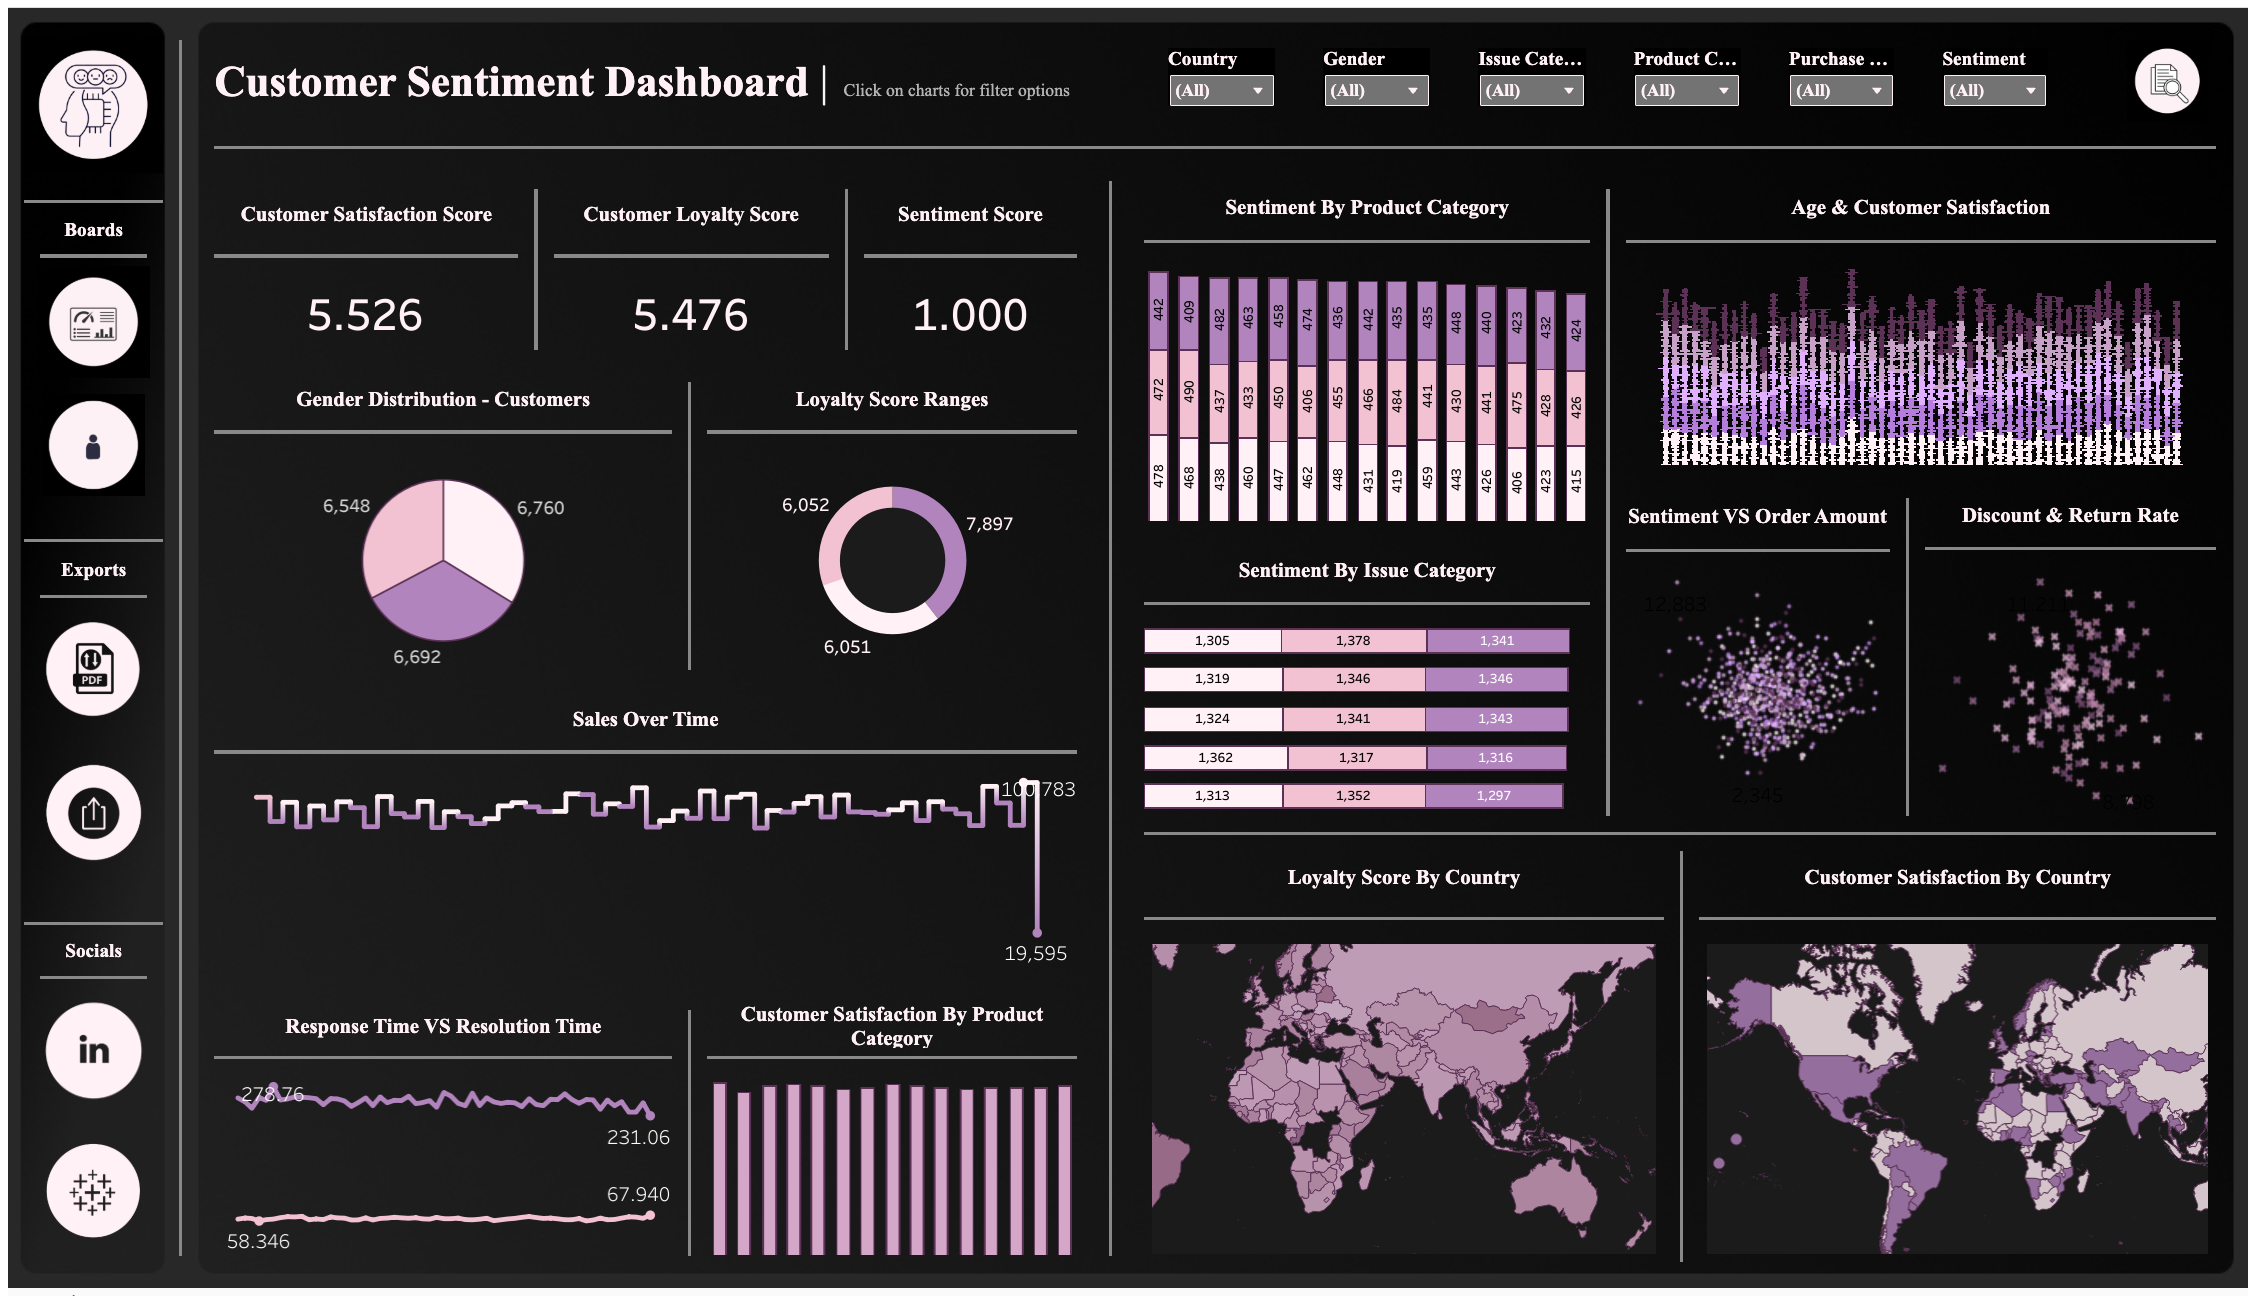 Customer Sentiment Dashboard
Click on charts for filter options
Country
Gender
Issue Cate...
Product C...
Purchase ...
Sentiment
(All)
(All)
(All)
(All)
(All)
(All)
Boards
Exports
PDF
Socials
in
Customer Satisfaction Score
Customer Loyalty Score
Sentiment Score
5.526
5.476
1.000
Gender Distribution - Customers
6,548
6,760
6,692
Loyalty Score Ranges
6,052
7,897
6,051
Sales Over Time
100,783
19,595
Response Time VS Resolution Time
278.76
231.06
67.940
58.346
Customer Satisfaction By Product
Category
Sentiment By Product Category
442 409 482 463 458 474 436 442 435 435 448 440 423 432 424
472 490 437 433 450 406 455 466 484 441 430 441 475 428 426
478 468 438 460 447 462 448 431 419 459 443 426 406 423 415
Sentiment By Issue Category
1,305 1,378 1,341
1,319 1,346 1,346
1,324 1,341 1,343
1,362 1,317 1,316
1,313 1,352 1,297
Age & Customer Satisfaction
Sentiment VS Order Amount
12,883
2,345
Discount & Return Rate
Loyalty Score By Country
Customer Satisfaction By Country